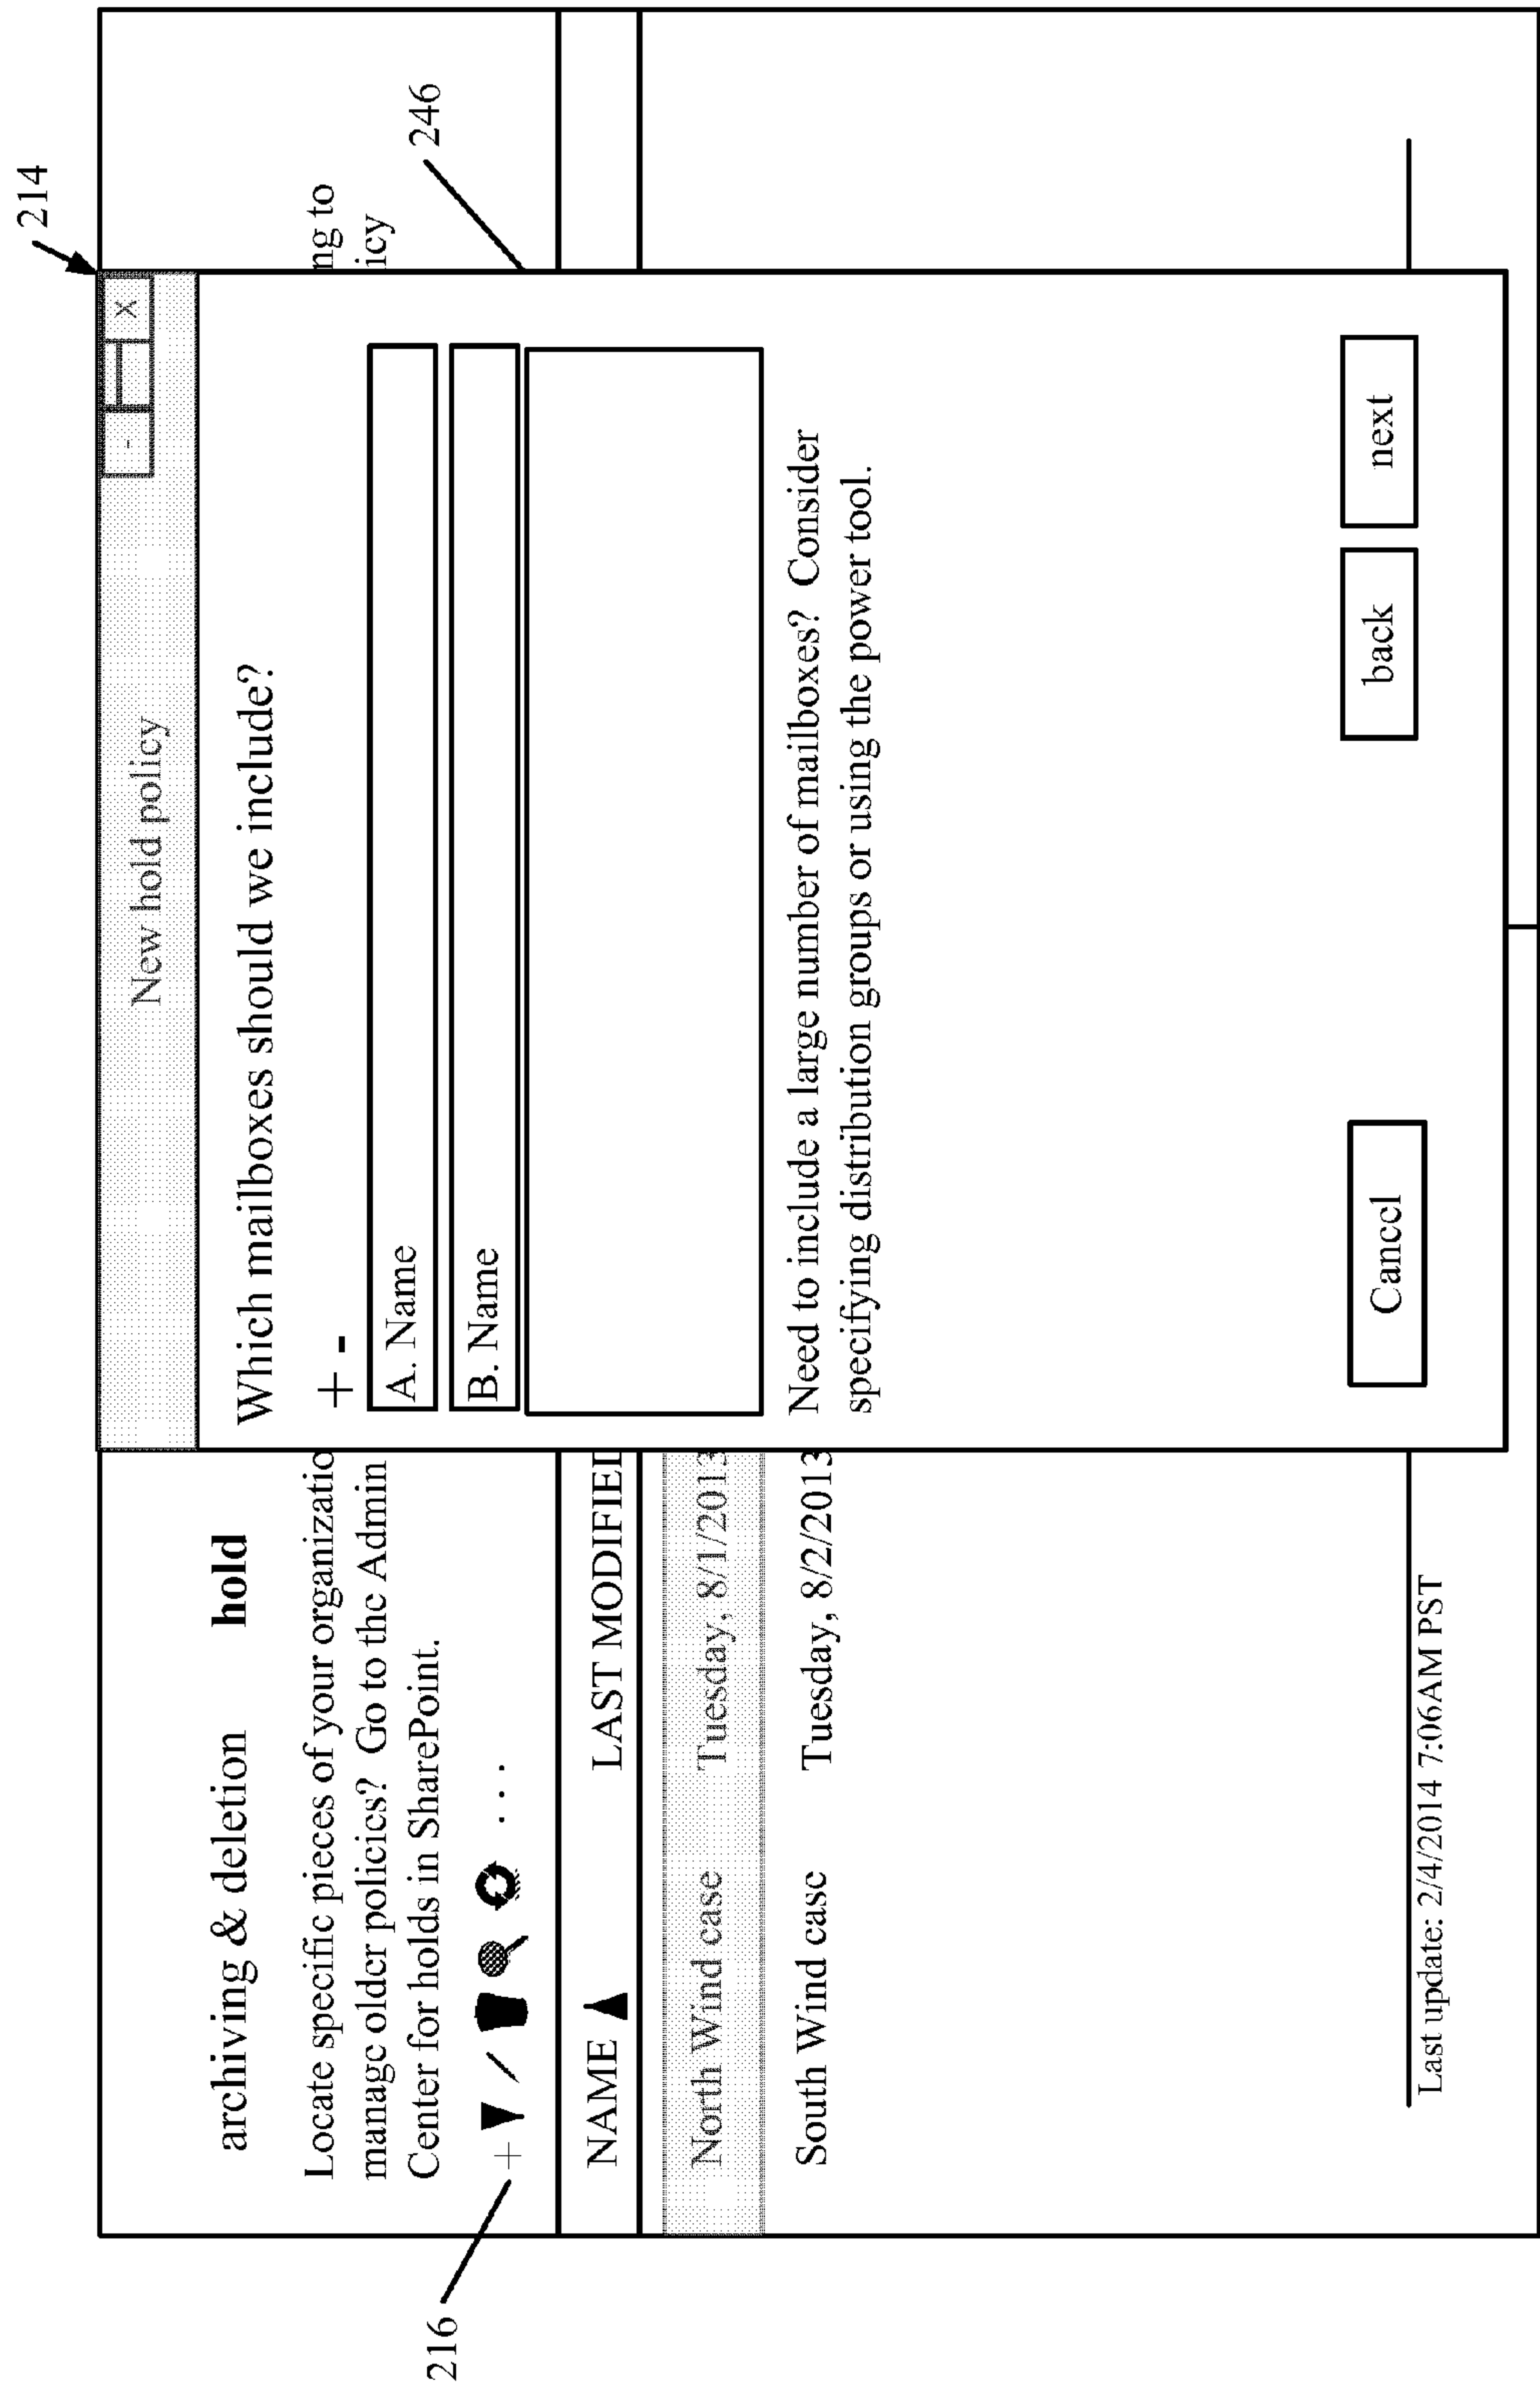 214
archiving & deletion hold
Locate specific pieces of your organizatio
ng to
manage older policies? Go to the Admin
icy
Center for holds in SharePoint.
216
+ / ...
NAME LAST MODIFIED
North Wind case Tuesday, 8/1/2013
South Wind case Tuesday, 8/2/2013
Last update: 2/4/2014 7:06AM PST
New hold policy
- X
Which mailboxes should we include?
246
+ -
A. Name
B. Name
Need to include a large number of mailboxes? Consider
specifying distribution groups or using the power tool.
Cancel back next